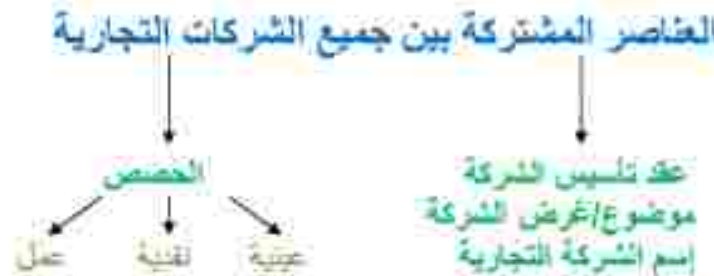 العناصر المشتركة بين جميع الشركات التجارية
عقد تأسيس الشركة
موضوع/غرض الشركة
إسم الشركة التجارية
الحصص
عينية
نقدية
عمل